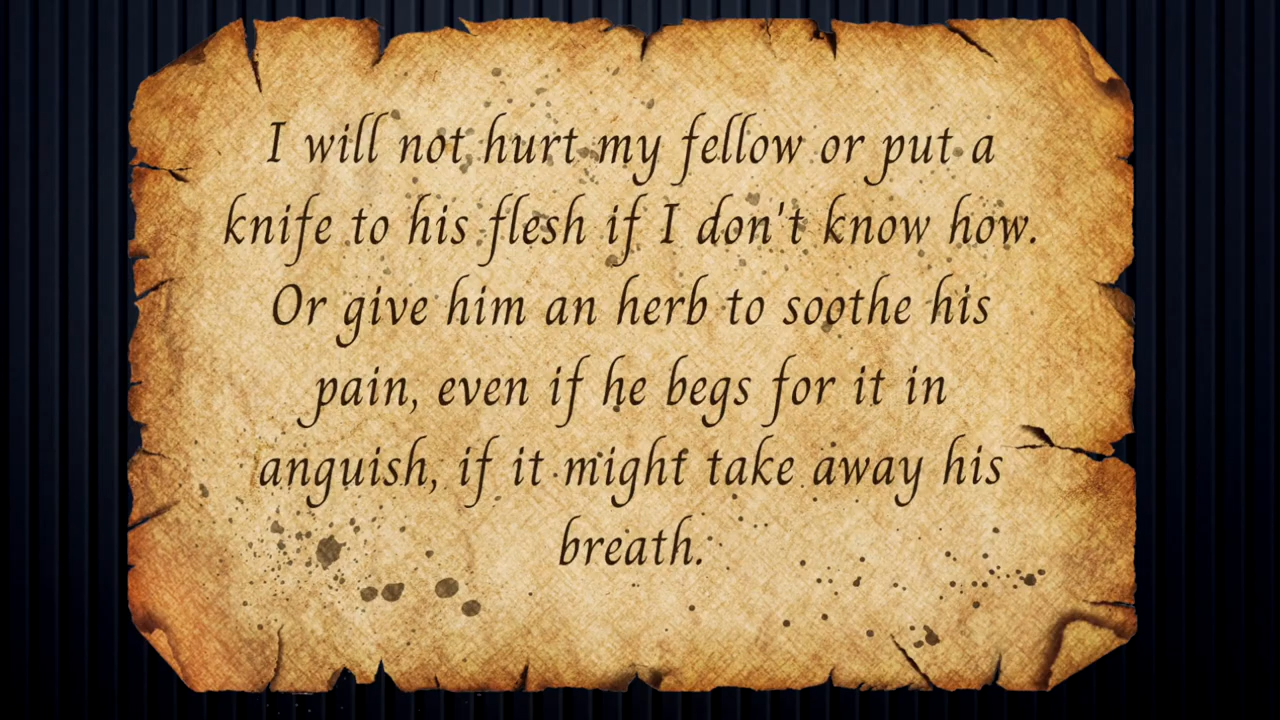 I will not hurt my fellow or put a
knife to his flesh if I don't know how.
Or give him an herb to soothe his
pain, even if he begs for it in
anguish, if it might take away his
breath.